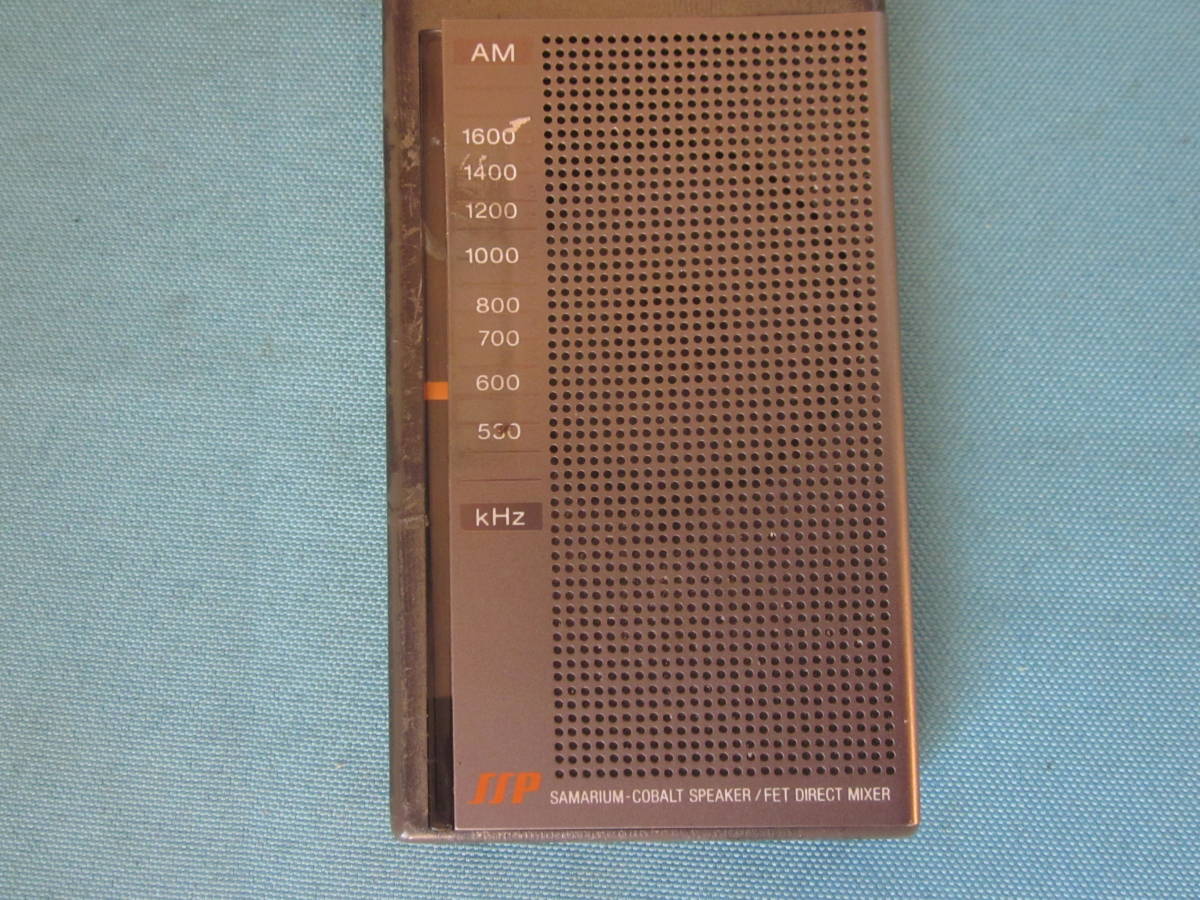 AM
1600
1400
1200
1000
800
700
600
530
kHz
SSP SAMARIUM-COBALT SPEAKER/FET DIRECT MIXER